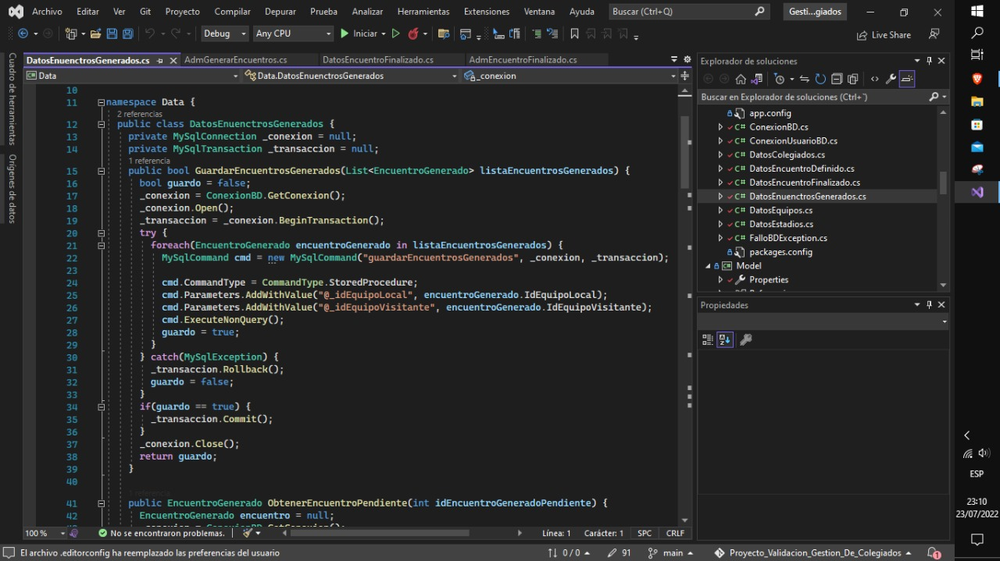 Archivo Editar Ver Git Proyecto Compilar Depurar Prueba Analizar Herramientas Extensiones Ventana Ayuda Buscar (Ctrl+Q) Gesti...giados
Debug Any CPU Iniciar Live Share
Cuadro de herramientas
Orígenes de datos
DatosEnuenctrosGenerados.cs AdmGenerarEncuentros.cs DatosEncuentroFinalizado.cs AdmEncuentroFinalizado.cs
Data Data.DatosEnuenctrosGenerados _conexion
10
11 namespace Data {
2 referencias
12 public class DatosEnuenctrosGenerados {
13 private MySqlConnection _conexion = null;
14 private MySqlTransaction _transaccion = null;
1 referencia
15 public bool GuardarEncuentrosGenerados(List<EncuentroGenerado> listaEncuentrosGenerados) {
16 bool guardo = false;
17 _conexion = ConexionBD.GetConexion();
18 _conexion.Open();
19 _transaccion = _conexion.BeginTransaction();
20 try {
21 foreach(EncuentroGenerado encuentroGenerado in listaEncuentrosGenerados) {
22 MySqlCommand cmd = new MySqlCommand("guardarEncuentrosGenerados", _conexion, _transaccion);
23
24 cmd.CommandType = CommandType.StoredProcedure;
25 cmd.Parameters.AddWithValue("@_idEquipoLocal", encuentroGenerado.IdEquipoLocal);
26 cmd.Parameters.AddWithValue("@_idEquipoVisitante", encuentroGenerado.IdEquipoVisitante);
27 cmd.ExecuteNonQuery();
28 guardo = true;
29 }
30 } catch(MySqlException) {
31 _transaccion.Rollback();
32 guardo = false;
33 }
34 if(guardo == true) {
35 _transaccion.Commit();
36 }
37 _conexion.Close();
38 return guardo;
39 }
40
41 public EncuentroGenerado ObtenerEncuentroPendiente(int idEncuentroGeneradoPendiente) {
42 EncuentroGenerado encuentro = null;
100 % No se encontraron problemas. Línea: 1 Carácter: 1 SPC CRLF
Explorador de soluciones
Buscar en Explorador de soluciones (Ctrl+¨)
app.config
C# ConexionBD.cs
C# ConexionUsuarioBD.cs
C# DatosColegiados.cs
C# DatosEncuentroDefinido.cs
C# DatosEncuentroFinalizado.cs
C# DatosEnuenctrosGenerados.cs
C# DatosEquipos.cs
C# DatosEstadios.cs
C# FalloBDException.cs
packages.config
C# Model
Properties
Propiedades
El archivo .editorconfig ha reemplazado las preferencias del usuario 0 / 0 91 main Proyecto_Validacion_Gestion_De_Colegiados 1
ESP
23:10
23/07/2022